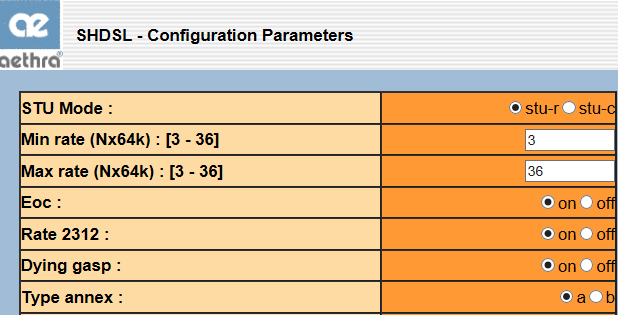 ae
aethra®
SHDSL - Configuration Parameters
STU Mode : stu-r stu-c
Min rate (Nx64k) : [3 - 36] 3
Max rate (Nx64k) : [3 - 36] 36
Eoc : on off
Rate 2312 : on off
Dying gasp : on off
Type annex : a b